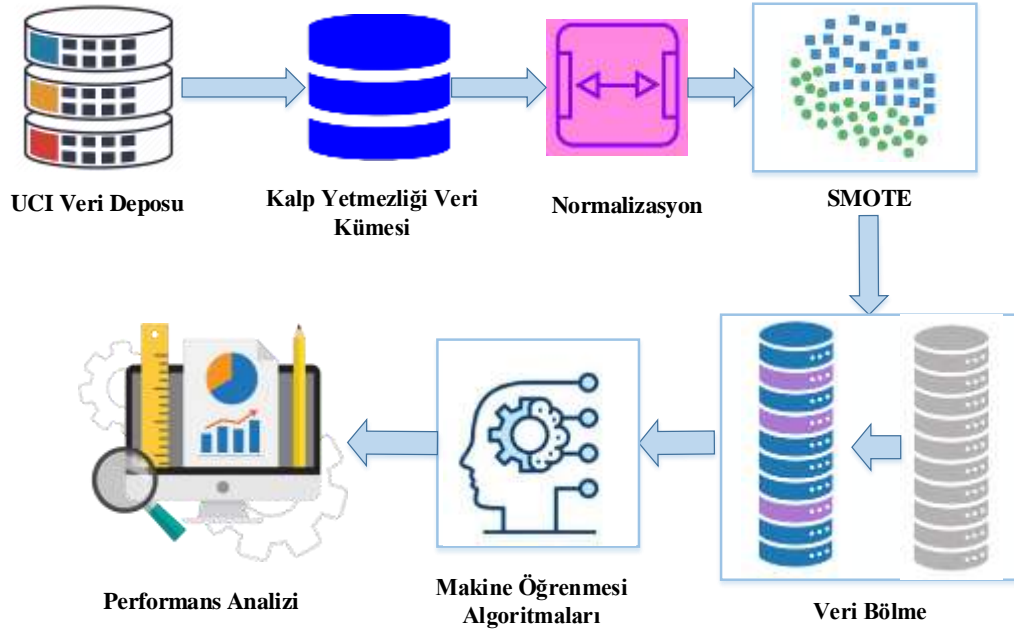 UCI Veri Deposu
Kalp Yetmezliği Veri
Kümesi
Normalizasyon
SMOTE
Performans Analizi
Makine Öğrenmesi
Algoritmaları
Veri Bölme